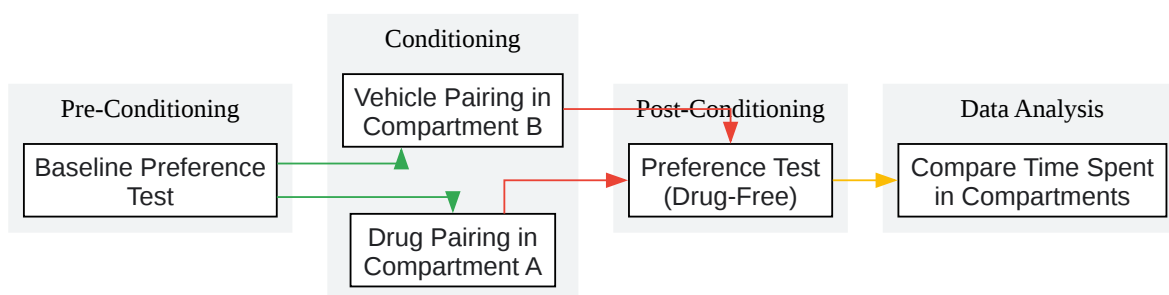 Pre-Conditioning
Baseline Preference
Test
Conditioning
Vehicle Pairing in
Compartment B
Drug Pairing in
Compartment A
Post-Conditioning
Preference Test
(Drug-Free)
Data Analysis
Compare Time Spent
in Compartments